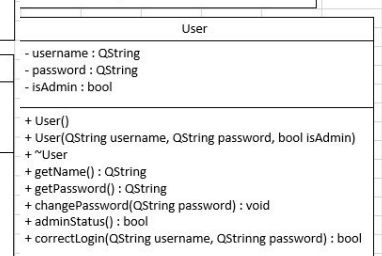 User
- username : QString
- password : QString
- isAdmin : bool
+ User()
+ User(QString username, QString password, bool isAdmin)
+ ~User
+ getName() : QString
+ getPassword() : QString
+ changePassword(QString password) : void
+ adminStatus() : bool
+ correctLogin(QString username, QStrinng password) : bool